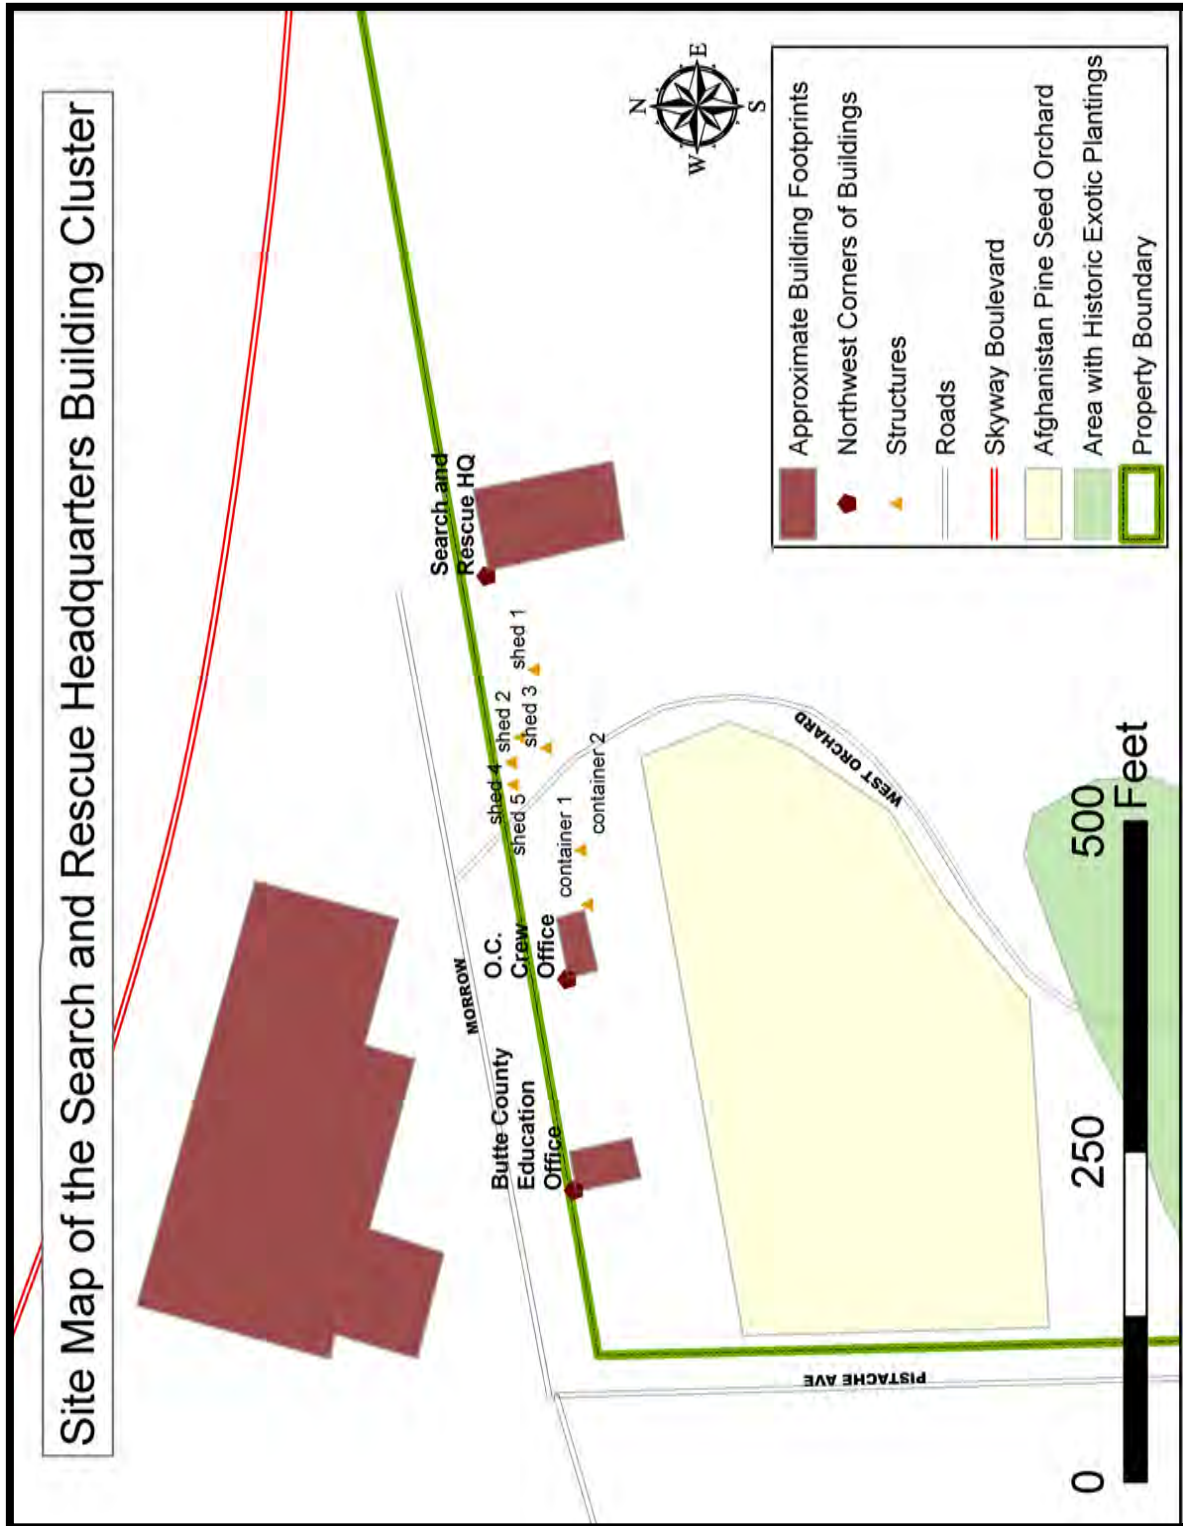 Site Map of the Search and Rescue Headquarters Building Cluster
N
E
S
W
Search and
Rescue HQ
shed 1
shed 2
shed 3
shed 4
shed 5
container 1
container 2
O.C.
Crew
Office
Butte County
Education
Office
MORROW
WEST ORCHARD
PISTACHE AVE
Approximate Building Footprints
Northwest Corners of Buildings
Structures
Roads
Skyway Boulevard
Afghanistan Pine Seed Orchard
Area with Historic Exotic Plantings
Property Boundary
0 250 500
Feet